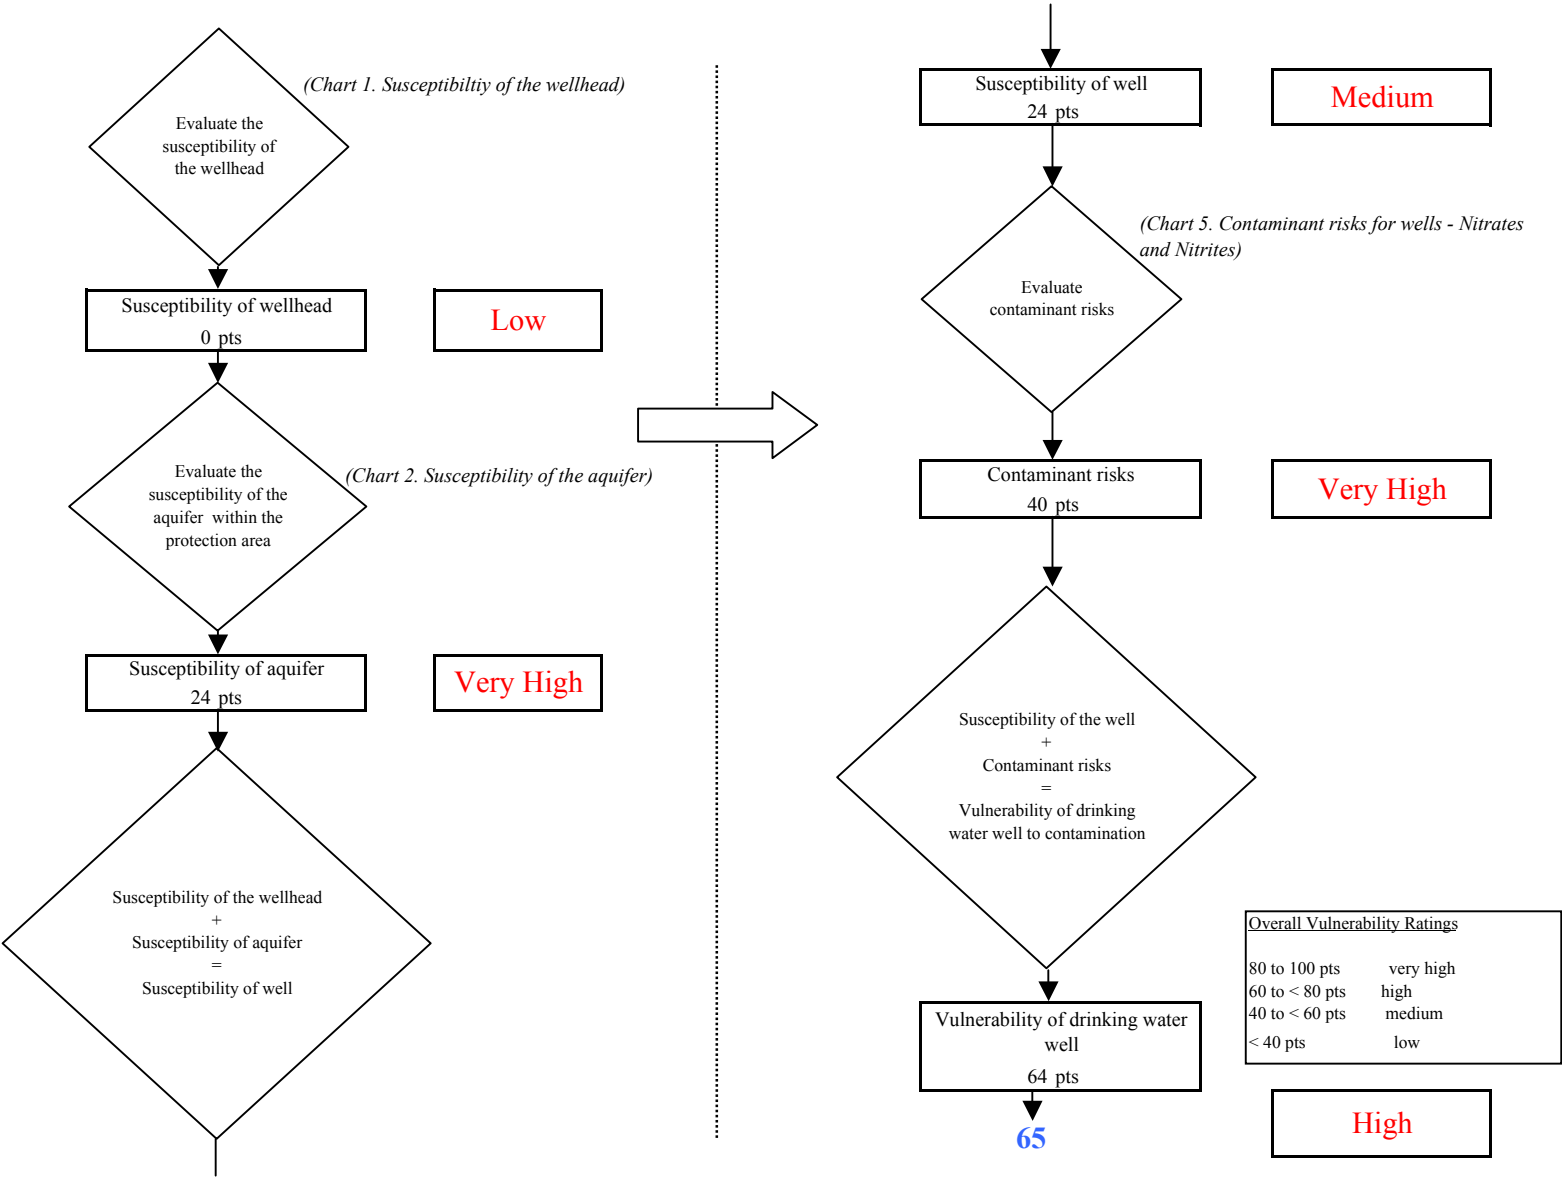 (Chart 1. Susceptibiltiy of the wellhead)
Evaluate the
susceptibility of
the wellhead
Susceptibility of wellhead
0 pts
Low
Evaluate the
susceptibility of the
aquifer within the
protection area
(Chart 2. Susceptibility of the aquifer)
Susceptibility of aquifer
24 pts
Very High
Susceptibility of the wellhead
+
Susceptibility of aquifer
=
Susceptibility of well
Susceptibility of well
24 pts
Medium
(Chart 5. Contaminant risks for wells - Nitrates
and Nitrites)
Evaluate
contaminant risks
Contaminant risks
40 pts
Very High
Susceptibility of the well
+
Contaminant risks
=
Vulnerability of drinking
water well to contamination
Overall Vulnerability Ratings
80 to 100 pts very high
60 to < 80 pts high
40 to < 60 pts medium
< 40 pts low
Vulnerability of drinking water
well
64 pts
65
High